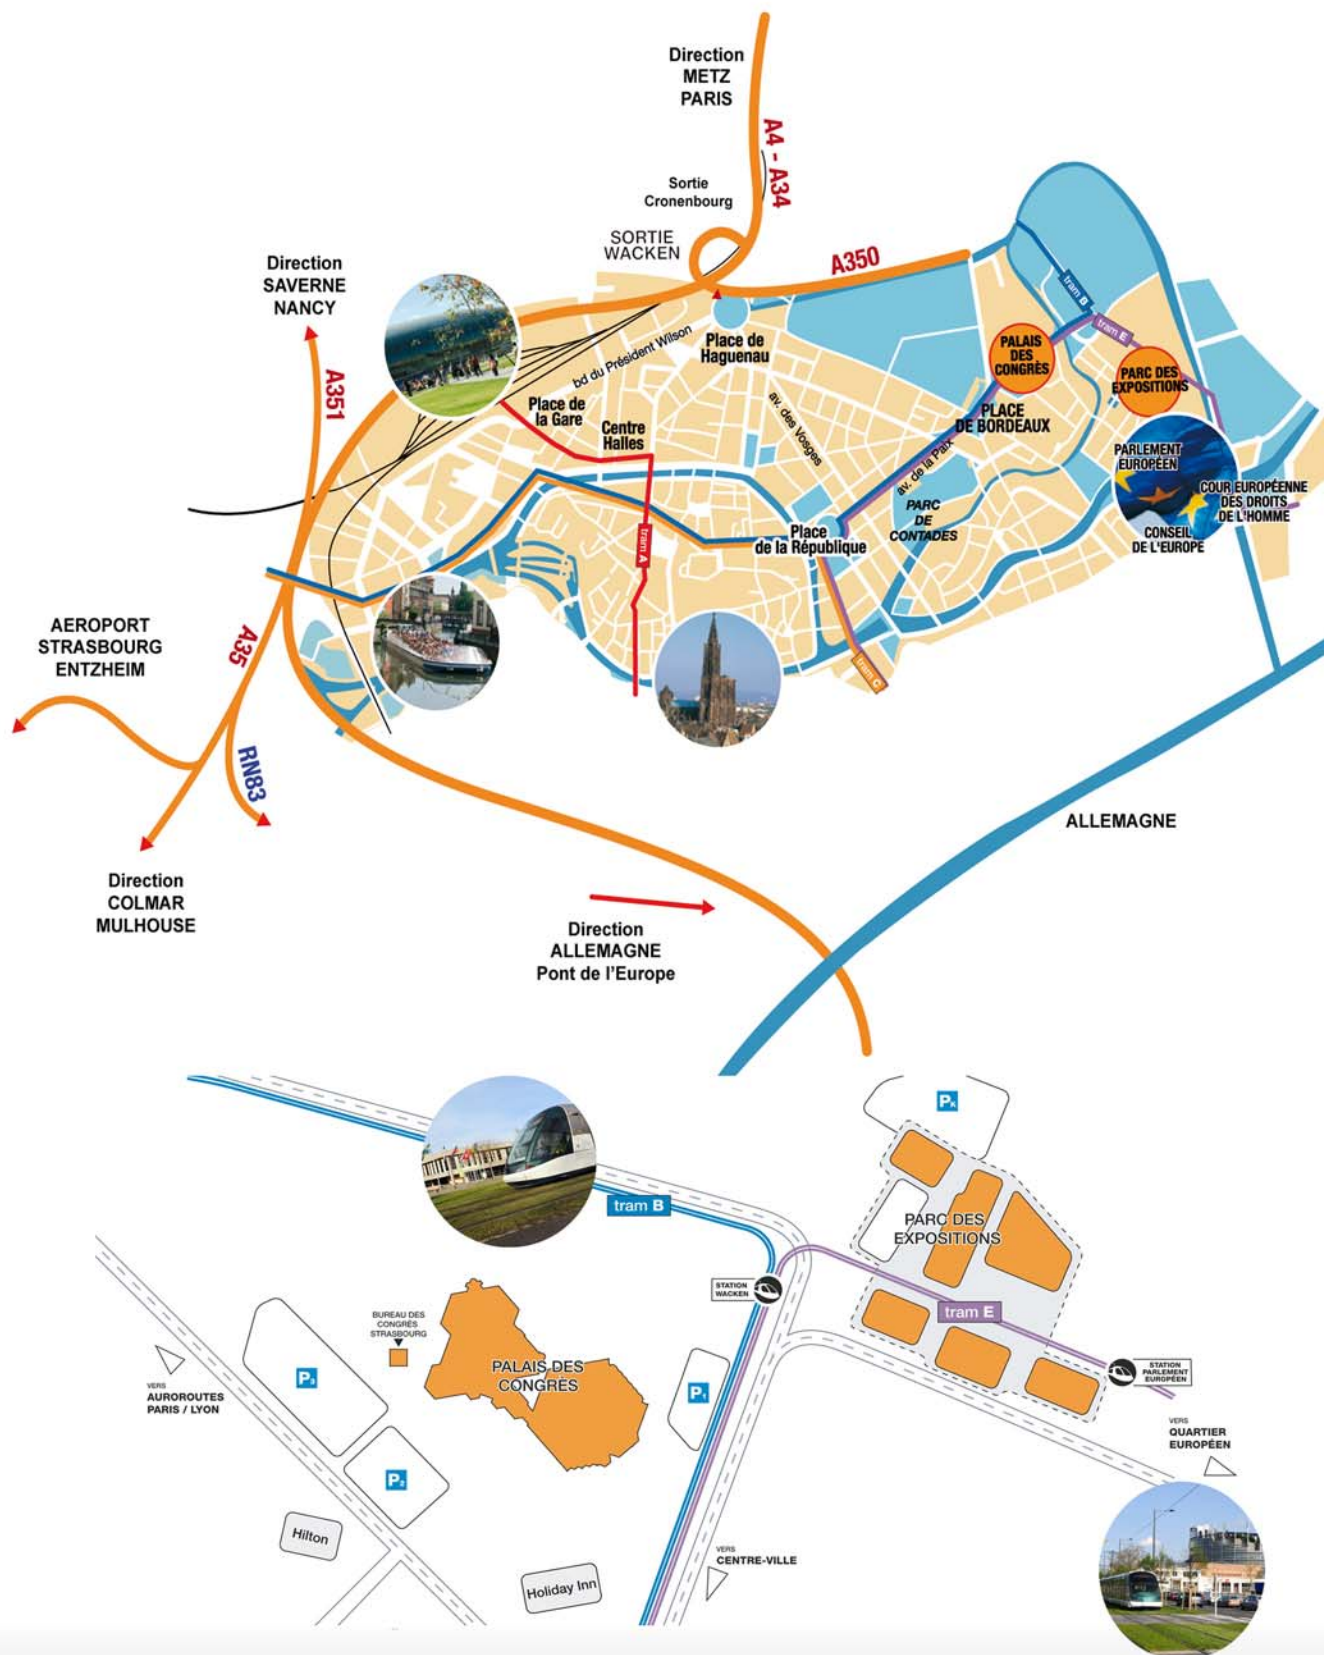 Direction
METZ
PARIS
A4 - A34
Sortie
Cronenbourg
SORTIE
WACKEN
A350
Direction
SAVERNE
NANCY
A351
bd du Président Wilson
Place de
Haguenau
Place de
la Gare
Centre
Halles
av. des Vosges
tram B
tram E
PALAIS
DES
CONGRÈS
PARC DES
EXPOSITIONS
PLACE
DE BORDEAUX
av. de la Paix
PARC
DE
CONTADES
PARLEMENT
EUROPÉEN
COUR EUROPÉENNE
DES DROITS
DE L'HOMME
CONSEIL
DE L'EUROPE
Place
de la République
tram A
tram C
AEROPORT
STRASBOURG
ENTZHEIM
A35
RN83
Direction
COLMAR
MULHOUSE
ALLEMAGNE
Direction
ALLEMAGNE
Pont de l'Europe
PK
tram B
PARC DES
EXPOSITIONS
STATION
WACKEN
tram E
BUREAU DES
CONGRÈS
STRASBOURG
PALAIS DES
CONGRÈS
STATION
PARLEMENT
EUROPÉEN
P3
P1
VERS
AUROROUTES
PARIS / LYON
VERS
QUARTIER
EUROPÉEN
P2
Hilton
Holiday Inn
VERS
CENTRE-VILLE